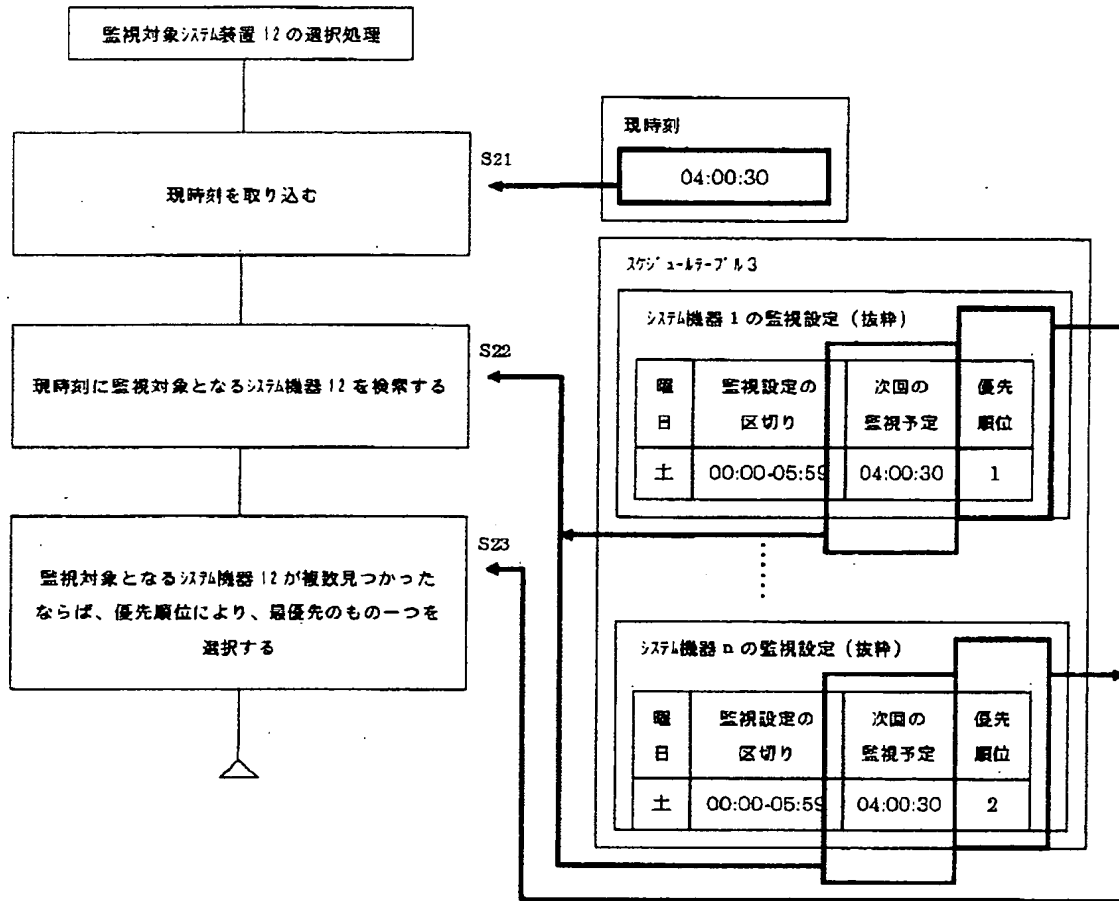 監視対象ｼｽﾃﾑ装置12の選択処理
現時刻
04:00:30
S21
現時刻を取り込む
ｽｹｼﾞｭｰﾙﾃｰﾌﾞﾙ3
ｼｽﾃﾑ機器1の監視設定（抜粋）
S22
現時刻に監視対象となるｼｽﾃﾑ機器12を検索する
曜 監視設定の 次回の 優先
日 区切り 監視予定 順位
土 00:00-05:59 04:00:30 1
S23
監視対象となるｼｽﾃﾑ機器12が複数見つかった
ならば、優先順位により、最優先のもの一つを
選択する
ｼｽﾃﾑ機器nの監視設定（抜粋）
曜 監視設定の 次回の 優先
日 区切り 監視予定 順位
土 00:00-05:59 04:00:30 2